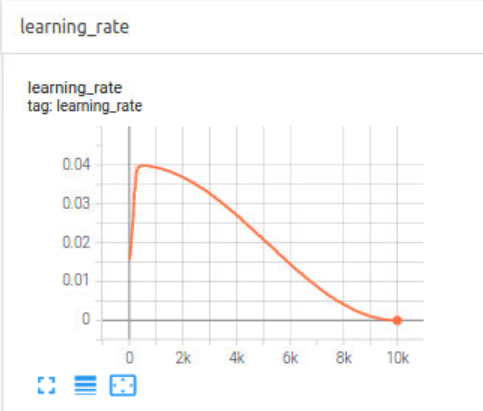 learning_rate
learning_rate
tag: learning_rate
0.04
0.03
0.02
0.01
0
0 2k 4k 6k 8k 10k